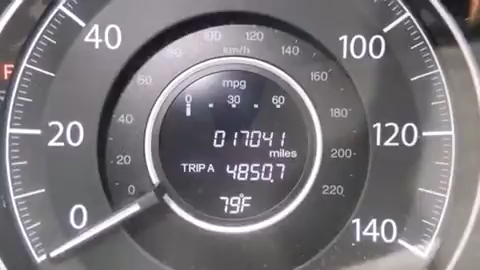 40 100
20 120
0 140
80 100 120 140
km/h
60 160
40 180
20 200
0 220
mpg
0 30 60
017041
miles
TRIP A 4850.7
79°F